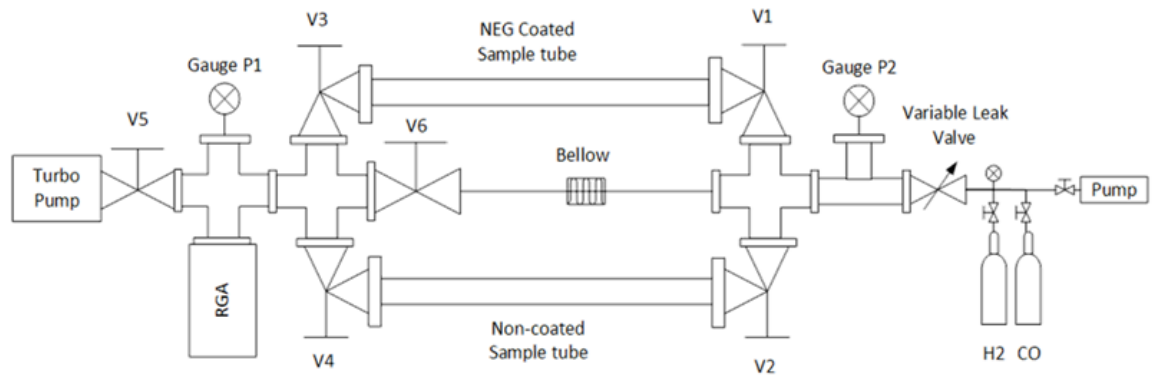 V3
NEG Coated
Sample tube
V1
Gauge P1
Gauge P2
V5
V6
Variable Leak
Valve
Bellow
Turbo
Pump
Pump
RGA
Non-coated
Sample tube
V4
V2
H2
CO